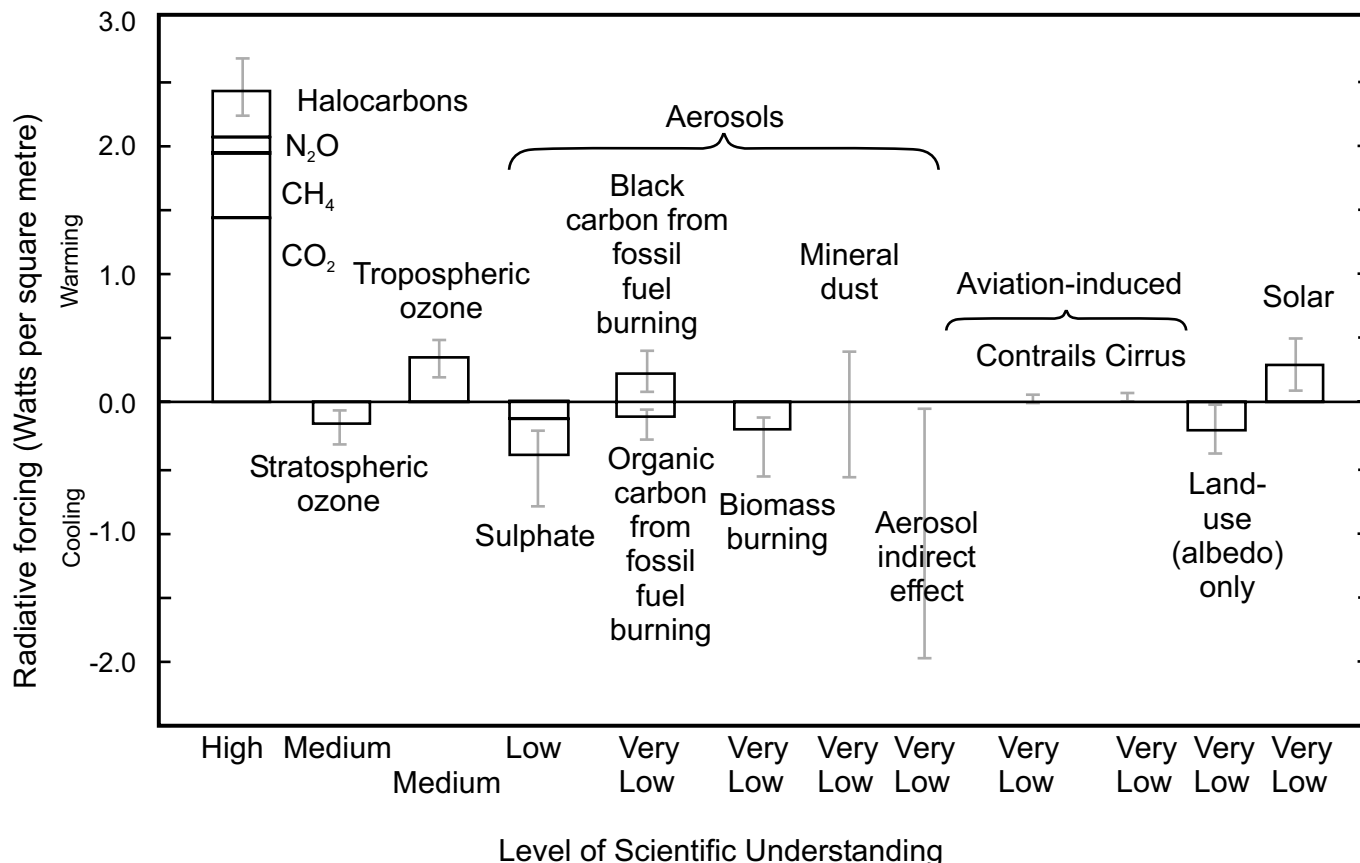 3.0
2.0
1.0
0.0
-1.0
-2.0
Radiative forcing (Watts per square metre)
Warming
Cooling
Halocarbons
N₂O
CH₄
CO₂
Stratospheric
ozone
Tropospheric
ozone
Aerosols
Sulphate
Black
carbon from
fossil
fuel
burning
Organic
carbon
from
fossil
fuel
burning
Biomass
burning
Mineral
dust
Aerosol
indirect
effect
Aviation-induced
Contrails Cirrus
Land-
use
(albedo)
only
Solar
High
Medium
Medium
Low
Very
Low
Very
Low
Very
Low
Very
Low
Very
Low
Very
Low
Very
Low
Very
Low
Level of Scientific Understanding